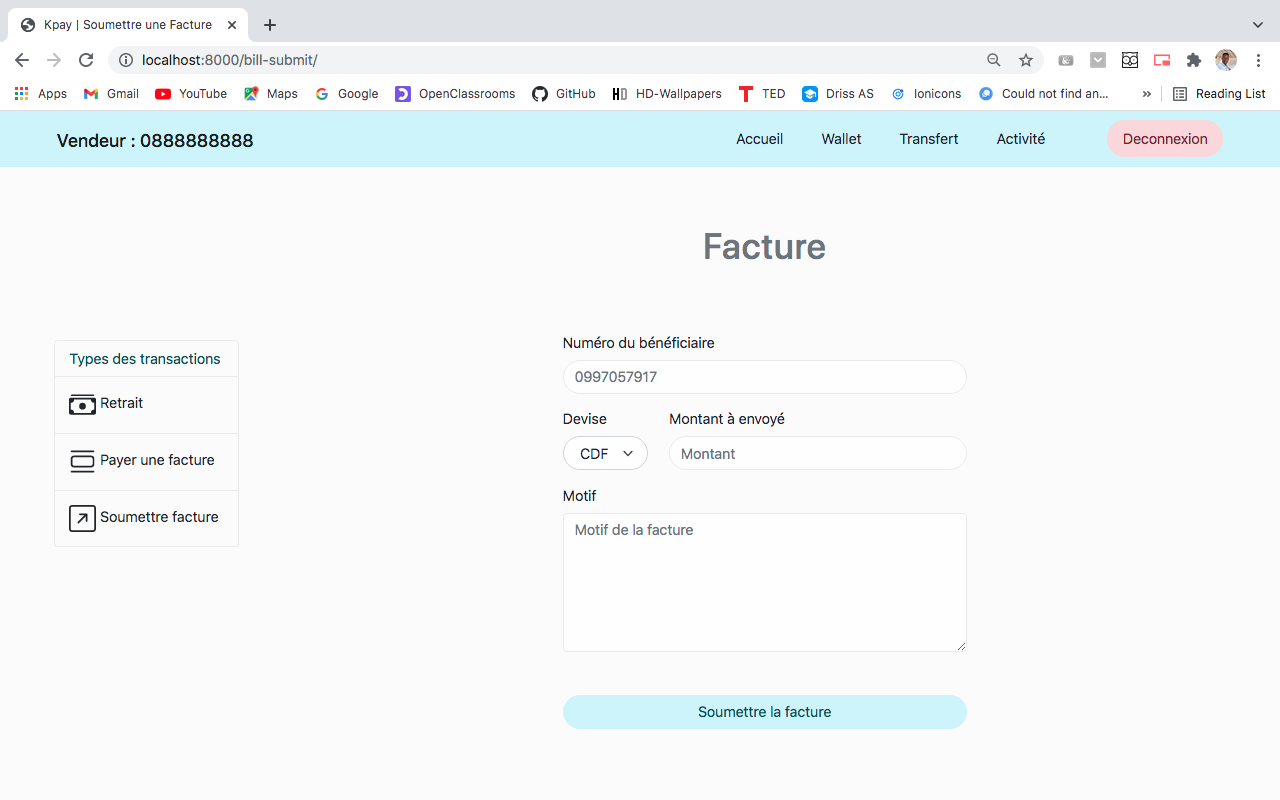 Kpay | Soumettre une Facture
localhost:8000/bill-submit/
Apps Gmail YouTube Maps Google OpenClassrooms GitHub HD-Wallpapers TED Driss AS Ionicons Could not find an... » Reading List
Vendeur : 0888888888 Accueil Wallet Transfert Activité Deconnexion
Facture
Types des transactions
Retrait
Payer une facture
Soumettre facture
Numéro du bénéficiaire
0997057917
Devise Montant à envoyé
CDF Montant
Motif
Motif de la facture
Soumettre la facture